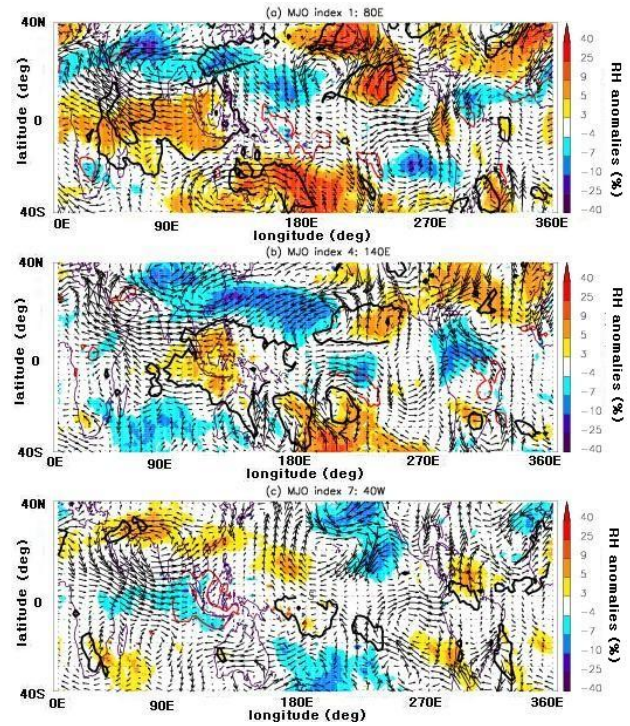 (a) MJO index 1: 80E
40N
0
40S
latitude (deg)
0E 90E 180E 270E 360E
longitude (deg)
40
25
9
5
3
-4
-7
-10
-25
-40
RH anomalies (%)
(b) MJO index 4: 140E
40N
0
40S
latitude (deg)
0E 90E 180E 270E 360E
longitude (deg)
40
25
9
5
3
-4
-7
-10
-25
-40
RH anomalies (%)
(c) MJO index 7: 40W
40N
0
40S
latitude (deg)
0E 90E 180E 270E 360E
longitude (deg)
40
25
9
5
3
-4
-7
-10
-25
-40
RH anomalies (%)